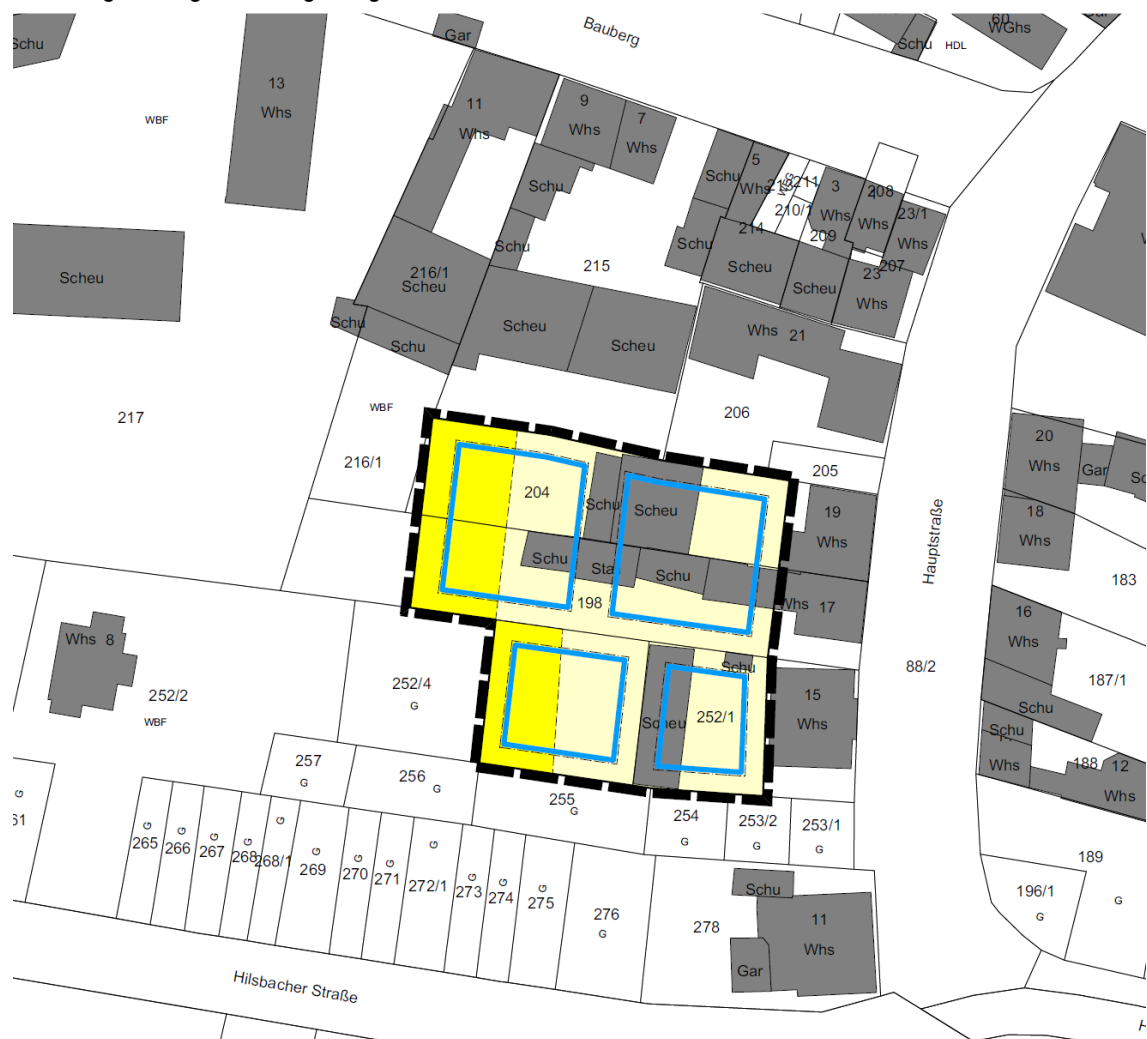 Schu
Gar
Bauberg
Schu
HDL
60
WGhs
Gar
13
Whs
WBF
11
Whs
9
Whs
7
Whs
Schu
Schu
Schu
5
Whs
Schu
211
210/1
3
Whs
209
208
Whs
23/1
Whs
207
23
Whs
214
Scheu
Scheu
Scheu
216/1
Scheu
215
Schu
Schu
Scheu
Scheu
Whs 21
217
WBF
216/1
206
205
20
Whs
Gar
18
Whs
204
Schu
Scheu
19
Whs
Hauptstraße
183
Schu
Schu
198
Whs 17
16
Whs
Whs 8
252/2
WBF
252/4
G
Schu
Scheu
252/1
15
Whs
88/2
187/1
Schu
Schu
Whs
188
12
Whs
257
G
256
G
255
G
254
G
253/2
G
253/1
G
189
G
196/1
G
G
61
G
265
G
266
G
267
G
268
G
268/1
G
269
G
270
G
271
G
272/1
G
273
G
274
G
275
276
G
278
Schu
11
Whs
Gar
Hilsbacher Straße